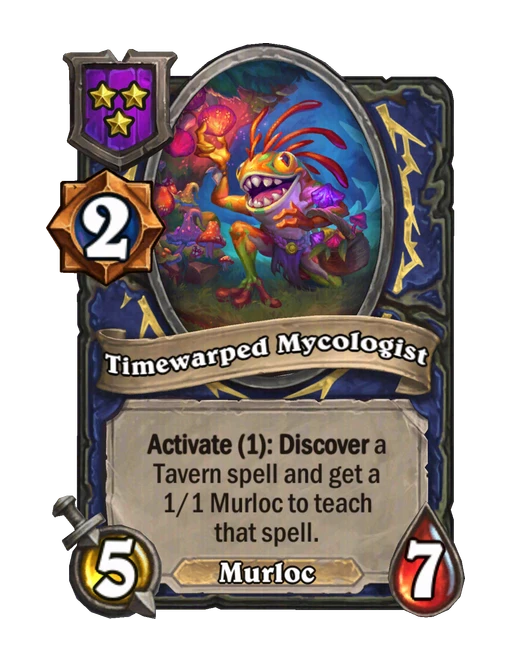 2
Timewarped Mycologist
Activate (1): Discover a
Tavern spell and get a
1/1 Murloc to teach
that spell.
5
Murloc
7